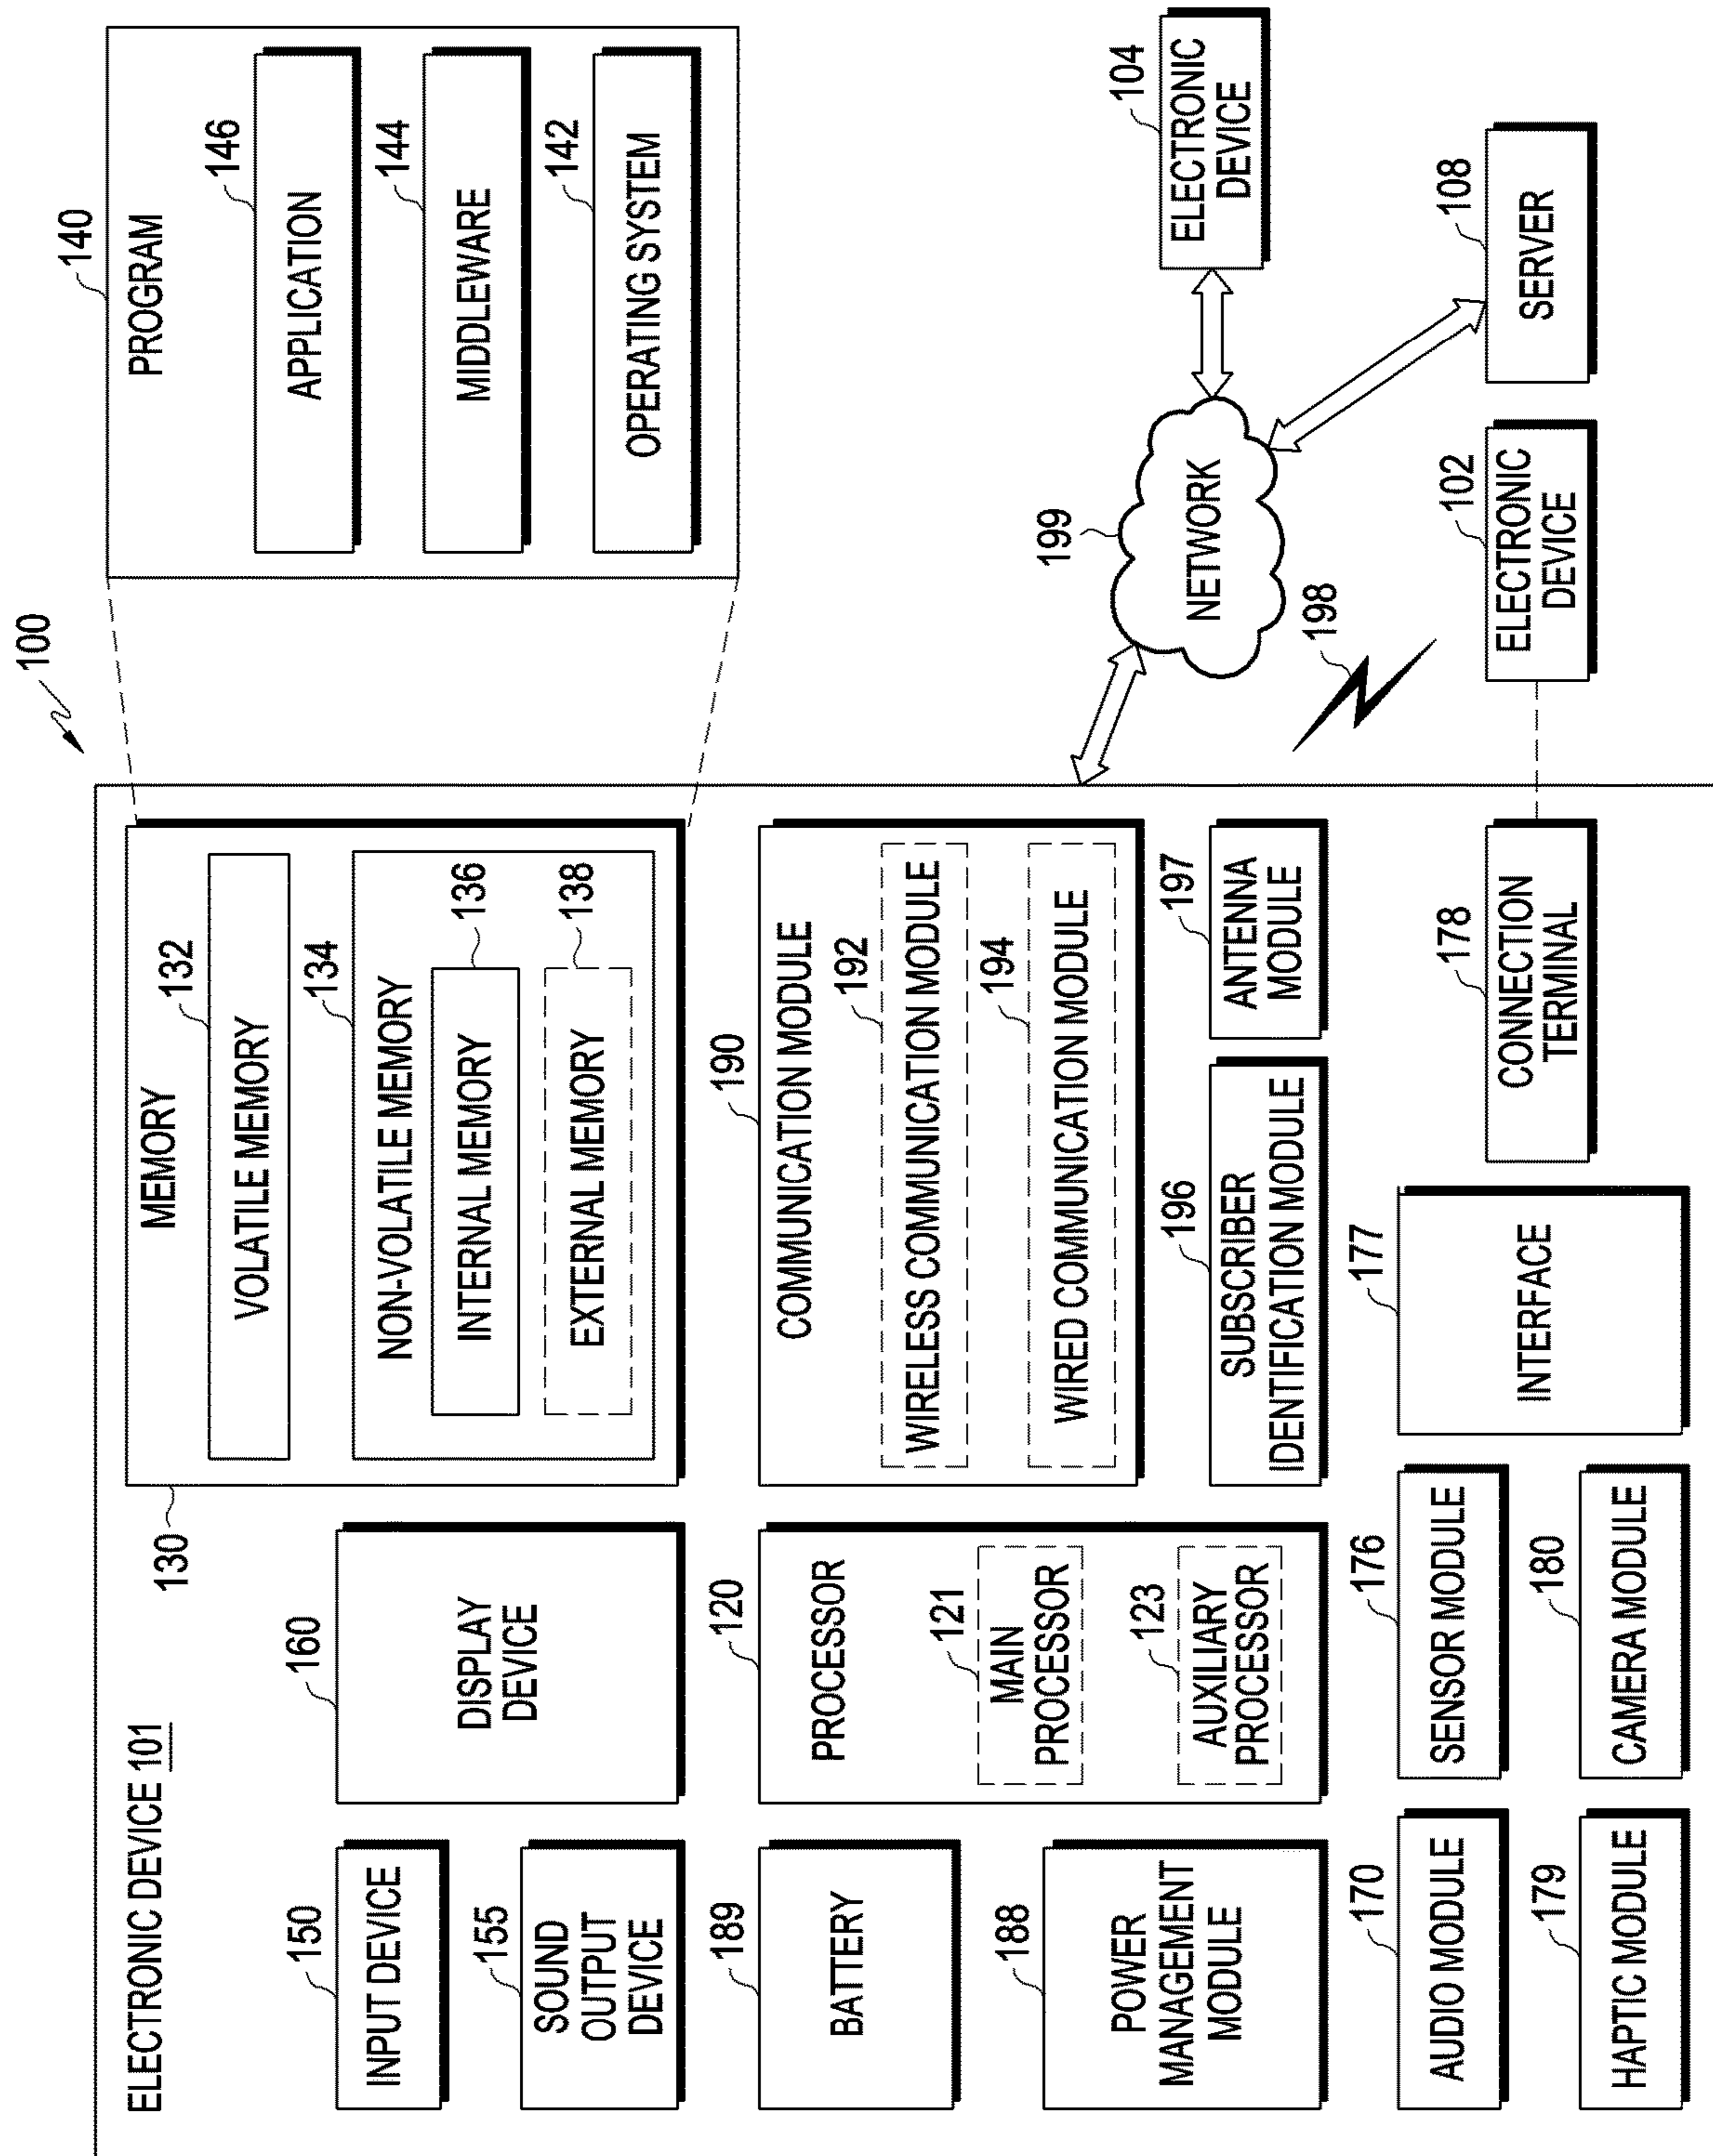 100
ELECTRONIC DEVICE 101
150
INPUT DEVICE
155
SOUND
OUTPUT
DEVICE
160
DISPLAY
DEVICE
130
MEMORY
132
VOLATILE MEMORY
134
NON-VOLATILE MEMORY
136
INTERNAL MEMORY
138
EXTERNAL MEMORY
140
PROGRAM
146
APPLICATION
144
MIDDLEWARE
142
OPERATING SYSTEM
189
BATTERY
188
POWER
MANAGEMENT
MODULE
120
PROCESSOR
121
MAIN
PROCESSOR
123
AUXILIARY
PROCESSOR
190
COMMUNICATION MODULE
192
WIRELESS COMMUNICATION MODULE
194
WIRED COMMUNICATION MODULE
196
SUBSCRIBER
IDENTIFICATION MODULE
197
ANTENNA
MODULE
199
NETWORK
104
ELECTRONIC
DEVICE
198
170
AUDIO MODULE
176
SENSOR MODULE
177
INTERFACE
178
CONNECTION
TERMINAL
102
ELECTRONIC
DEVICE
108
SERVER
179
HAPTIC MODULE
180
CAMERA MODULE